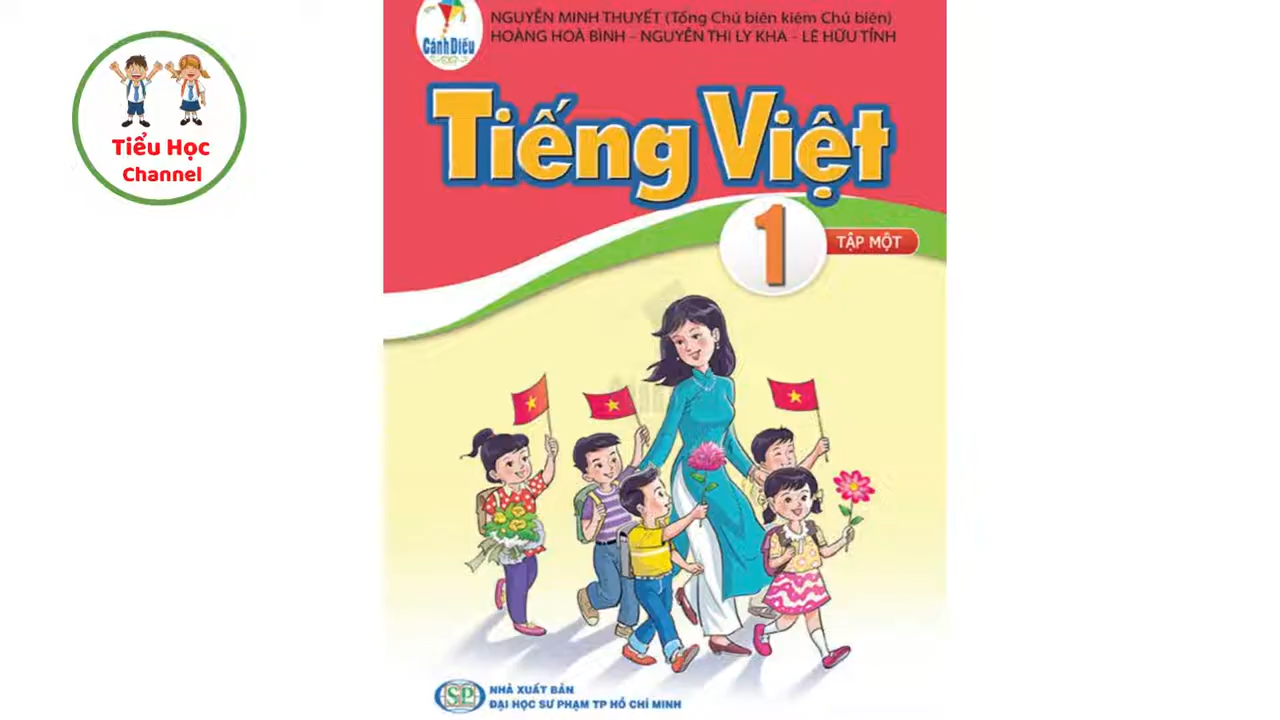 Tiểu Học
Channel
Cánh Diều
NGUYỄN MINH THUYẾT (Tổng Chủ biên kiêm Chủ biên)
HOÀNG HOÀ BÌNH - NGUYỄN THỊ LY KHA - LÊ HỮU TỈNH
Tiếng Việt
1
TẬP MỘT
SP
NHÀ XUẤT BẢN
ĐẠI HỌC SƯ PHẠM TP HỒ CHÍ MINH